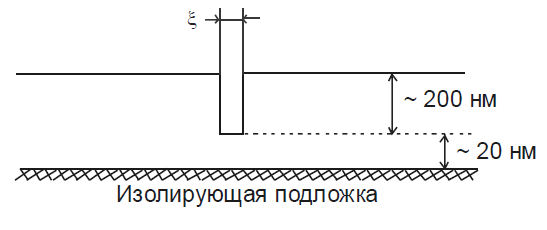 ξ
~ 200 нм
~ 20 нм
Изолирующая подложка